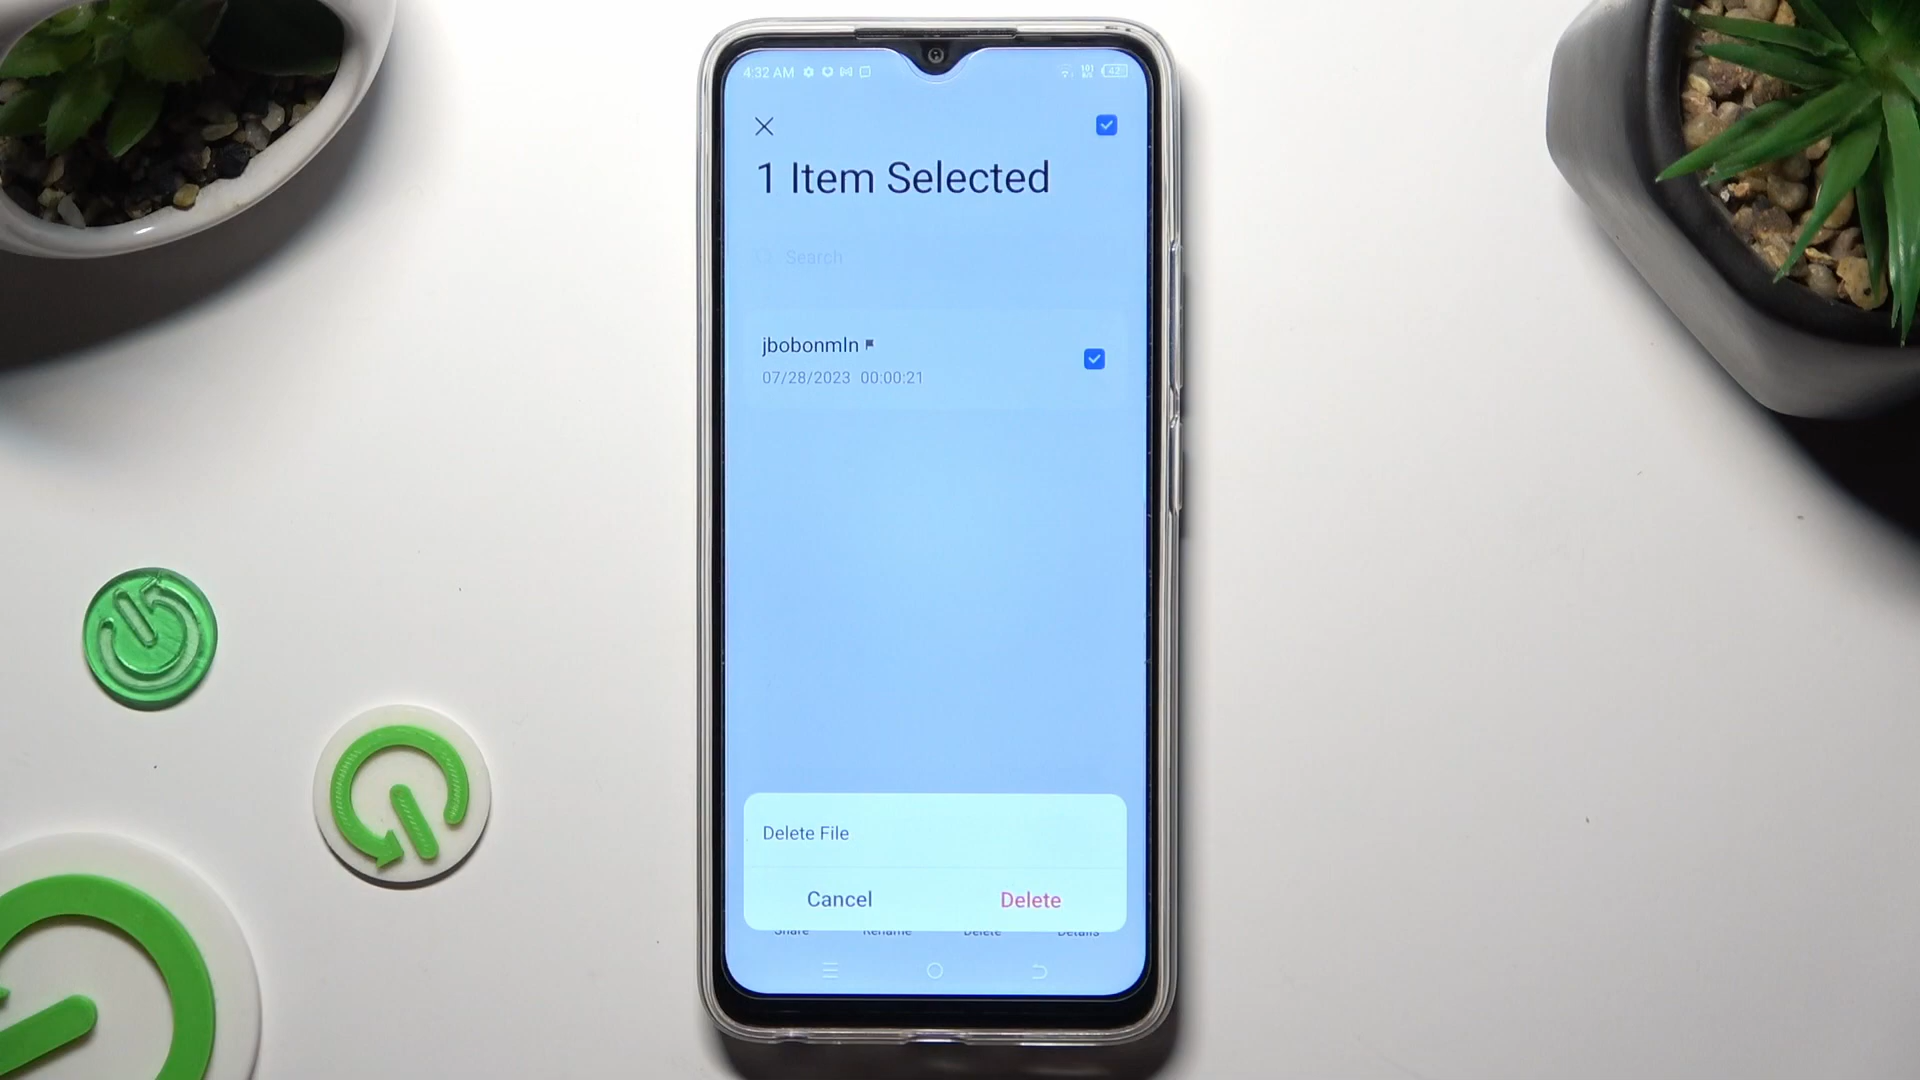 4:32 AM
1 Item Selected
Search
jbobonmln
07/28/2023 00:00:21
Delete File
Cancel Delete
Share Rename Delete Details